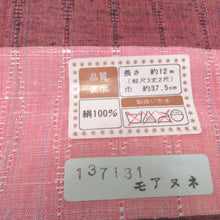 品質
表示
絹100%
長さ 約12m
(鯨尺3丈2尺)
巾 約37.5cm
お取扱い方法
137131
モアヌネ